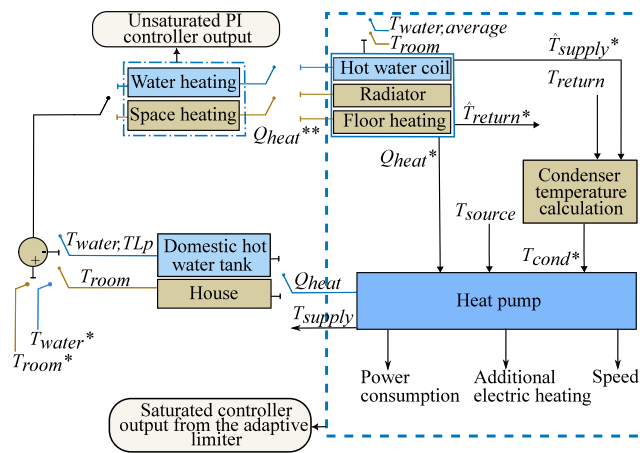 Unsaturated PI
controller output
T_water,average
T_room
T̂_supply*
Water heating
Hot water coil
T_return
Radiator
Space heating
Floor heating
T̂_return*
Q_heat**
Q_heat*
Condenser
temperature
calculation
T_source
T_water,TLp
Domestic hot
water tank
+
T_cond*
T_room
House
Q_heat
Heat pump
T_supply
T_water*
T_room*
Power
consumption
Additional
electric heating
Speed
Saturated controller
output from the adaptive
limiter